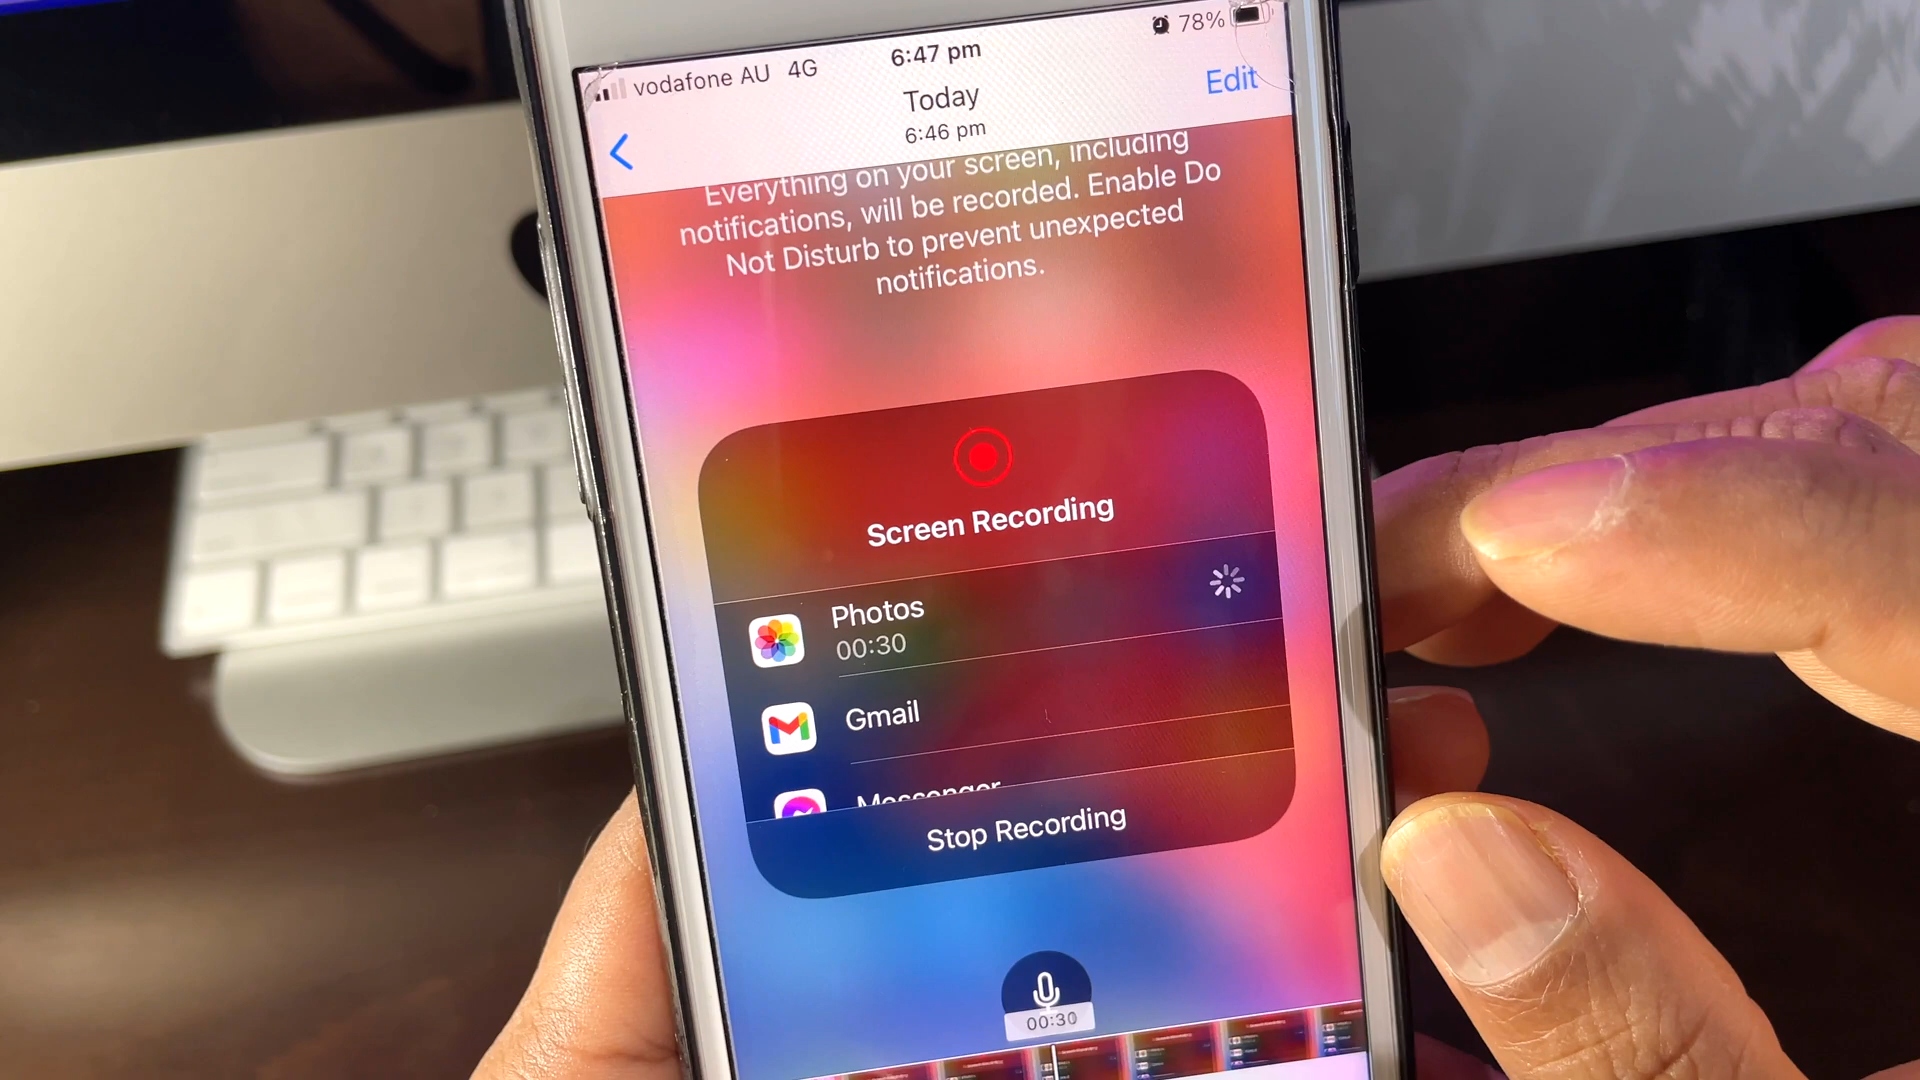 vodafone AU 4G
6:47 pm
78%
Today
6:46 pm
Edit
Everything on your screen, including
notifications, will be recorded. Enable Do
Not Disturb to prevent unexpected
notifications.
Screen Recording
Photos
00:30
Gmail
Messenger
Stop Recording
00:30